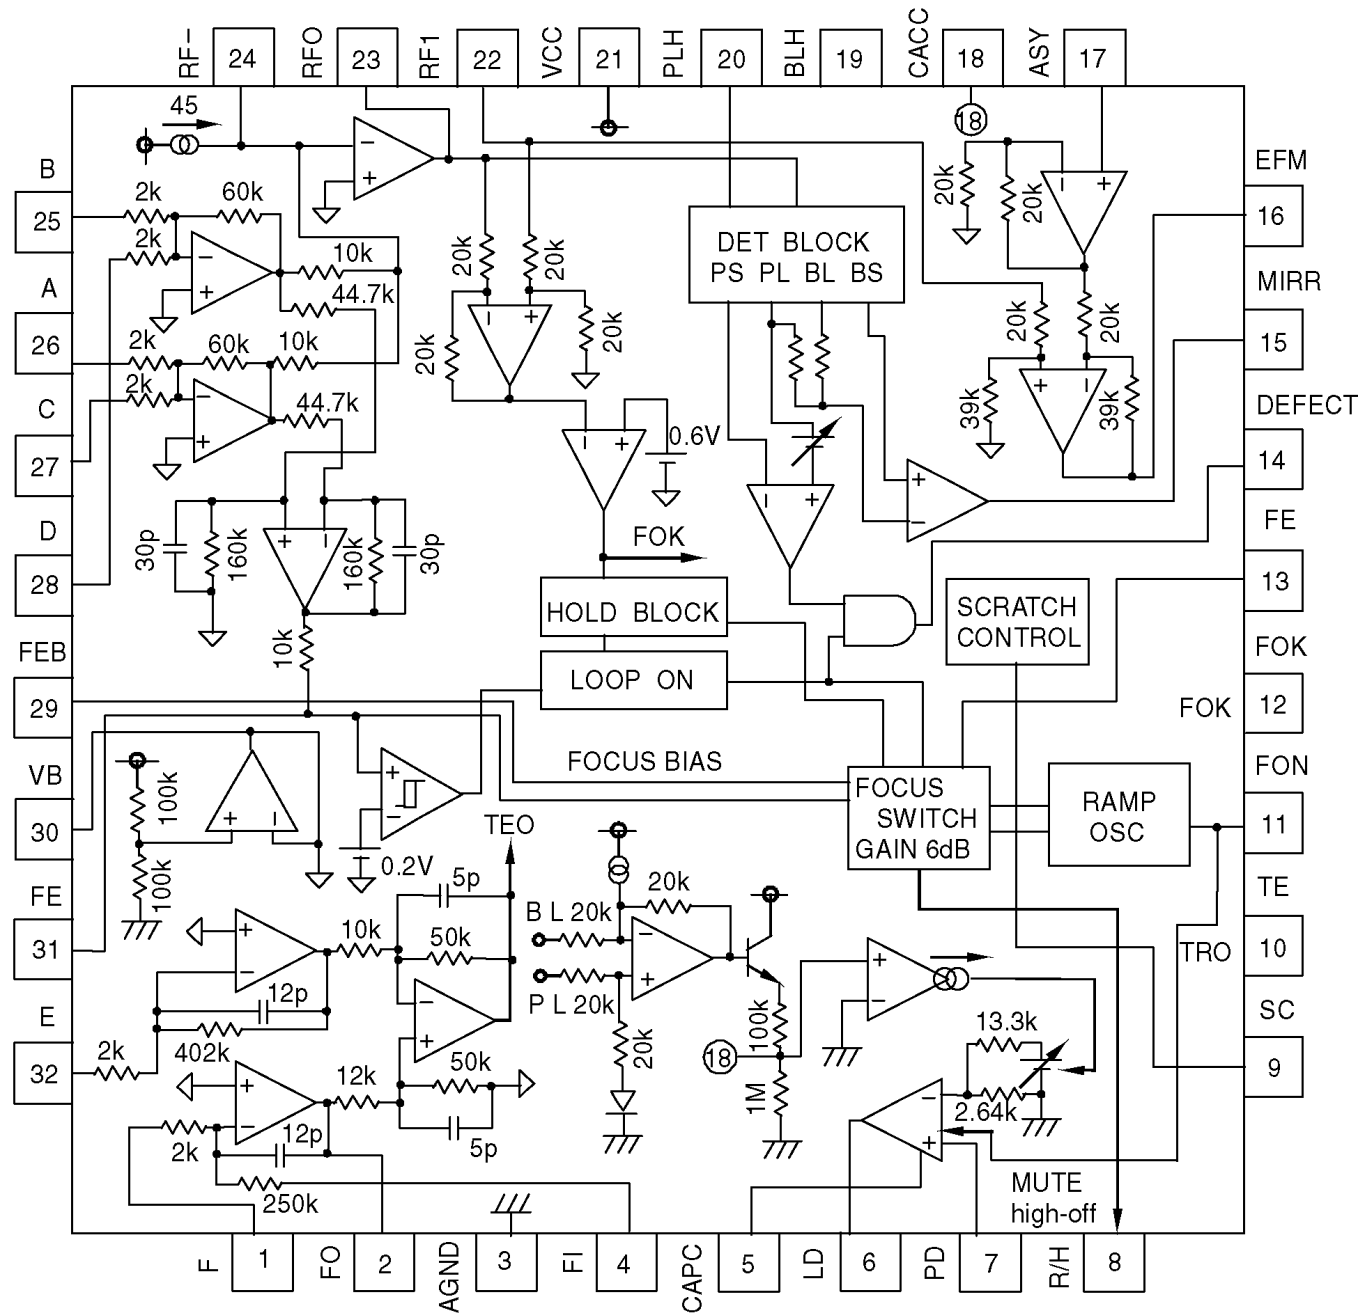 RF–
24
RFO
23
RF1
22
VCC
21
PLH
20
BLH
19
CACC
18
ASY
17
45
18
B
25
2k
60k
2k
10k
44.7k
A
26
2k
60k
10k
2k
44.7k
C
27
D
28
30p
160k
160k
30p
10k
20k
20k
20k
20k
0.6V
FOK
HOLD BLOCK
LOOP ON
DET BLOCK
PS PL BL BS
20k
20k
20k
20k
39k
39k
EFM
16
MIRR
15
DEFECT
14
FE
13
SCRATCH
CONTROL
FOK
12
FOK
FON
11
FEB
29
VB
30
100k
100k
FOCUS BIAS
0.2V
FOCUS
SWITCH
GAIN 6dB
RAMP
OSC
TE
10
TRO
SC
9
FE
31
E
32
2k
10k
12p
402k
TEO
5p
50k
12k
50k
5p
12p
2k
250k
B L 20k
20k
P L 20k
20k
100k
18
1M
13.3k
2.64k
MUTE
high-off
F
1
FO
2
AGND
3
FI
4
CAPC
5
LD
6
PD
7
R/H
8